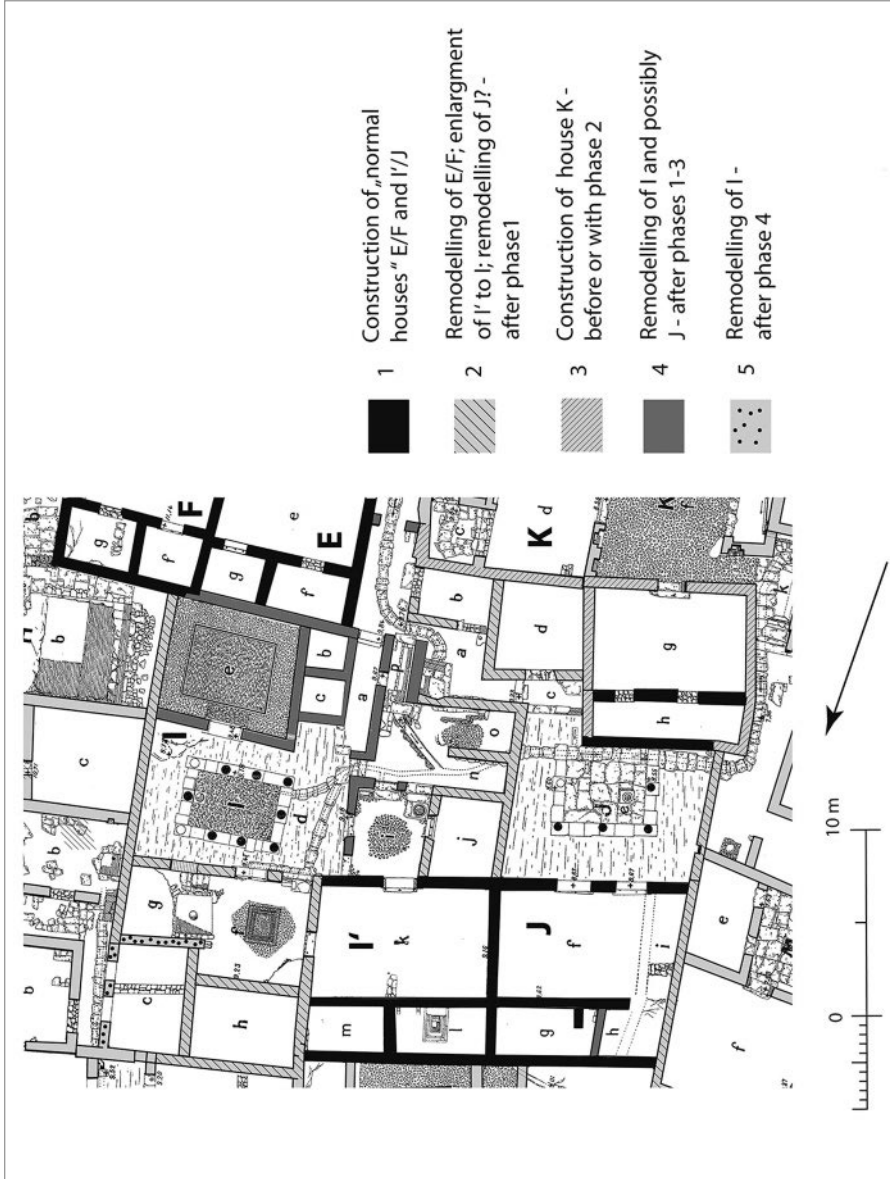 1
Construction of „normal
houses“ E/F and I'/J
2
Remodelling of E/F; enlargment
of I' to I; remodelling of J? -
after phase1
3
Construction of house K -
before or with phase 2
4
Remodelling of I and possibly
J - after phases 1-3
5
Remodelling of I -
after phase 4
0
10 m
E
F
I
I'
J
K
b
g
f
e
g
f
e
b
c
a
d
c
b
g
c
h
b
k
m
l
i
j
n
o
p
f
g
h
i
a
b
c
d
c
d
e
g
h
f
k
e
f